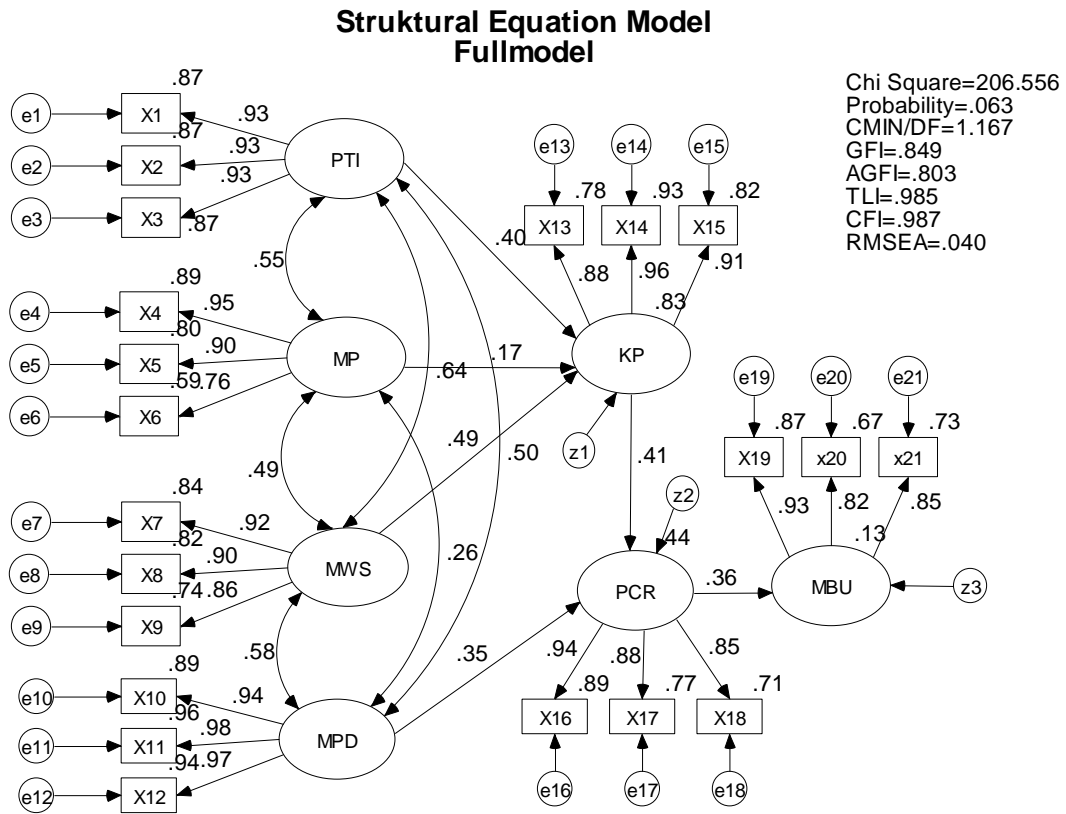 Struktural Equation Model
Fullmodel
Chi Square=206.556
Probability=.063
CMIN/DF=1.167
GFI=.849
AGFI=.803
TLI=.985
CFI=.987
RMSEA=.040
.87
e1
X1
.93
.87
e2
X2
.93
PTI
.93
e3
X3
.87
e13
e14
e15
.78
.93
.82
X13
X14
X15
.40
.88
.96
.91
.55
.89
e4
X4
.95
.80
e5
X5
.90
MP
.59
.76
e6
X6
.83
KP
.17
.64
z1
.49
.50
.41
e19
e20
e21
.87
.67
.73
X19
x20
x21
.93
.82
.85
.49
.84
e7
X7
.92
.82
e8
X8
.90
MWS
.74
.86
e9
X9
.26
z2
.44
PCR
.36
.13
MBU
z3
.58
.35
.94
.88
.85
.89
.77
.71
X16
X17
X18
e16
e17
e18
.89
e10
X10
.94
.96
e11
X11
.98
MPD
.94
.97
e12
X12